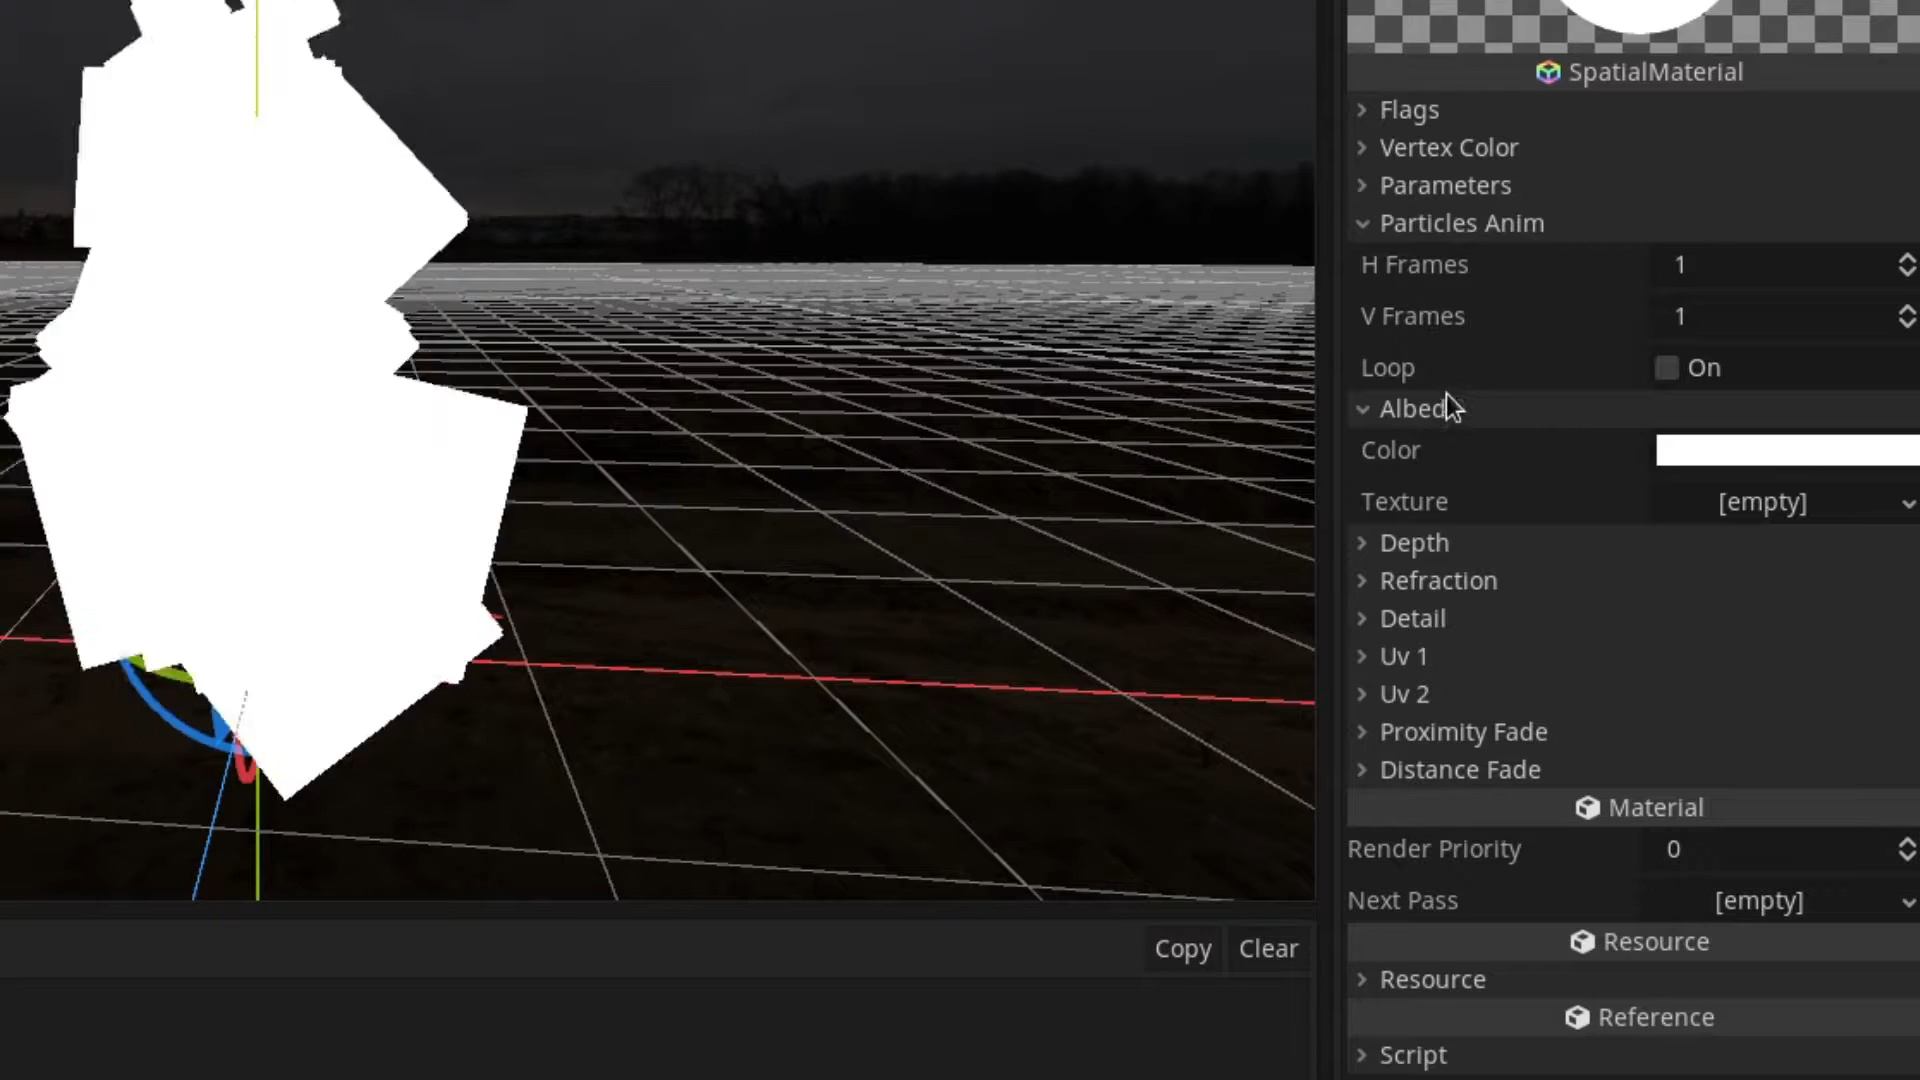 SpatialMaterial
Flags
Vertex Color
Parameters
Particles Anim
H Frames 1
V Frames 1
Loop On
Albed
Color
Texture [empty]
Depth
Refraction
Detail
Uv 1
Uv 2
Proximity Fade
Distance Fade
Material
Render Priority 0
Next Pass [empty]
Copy Clear
Resource
Resource
Reference
Script